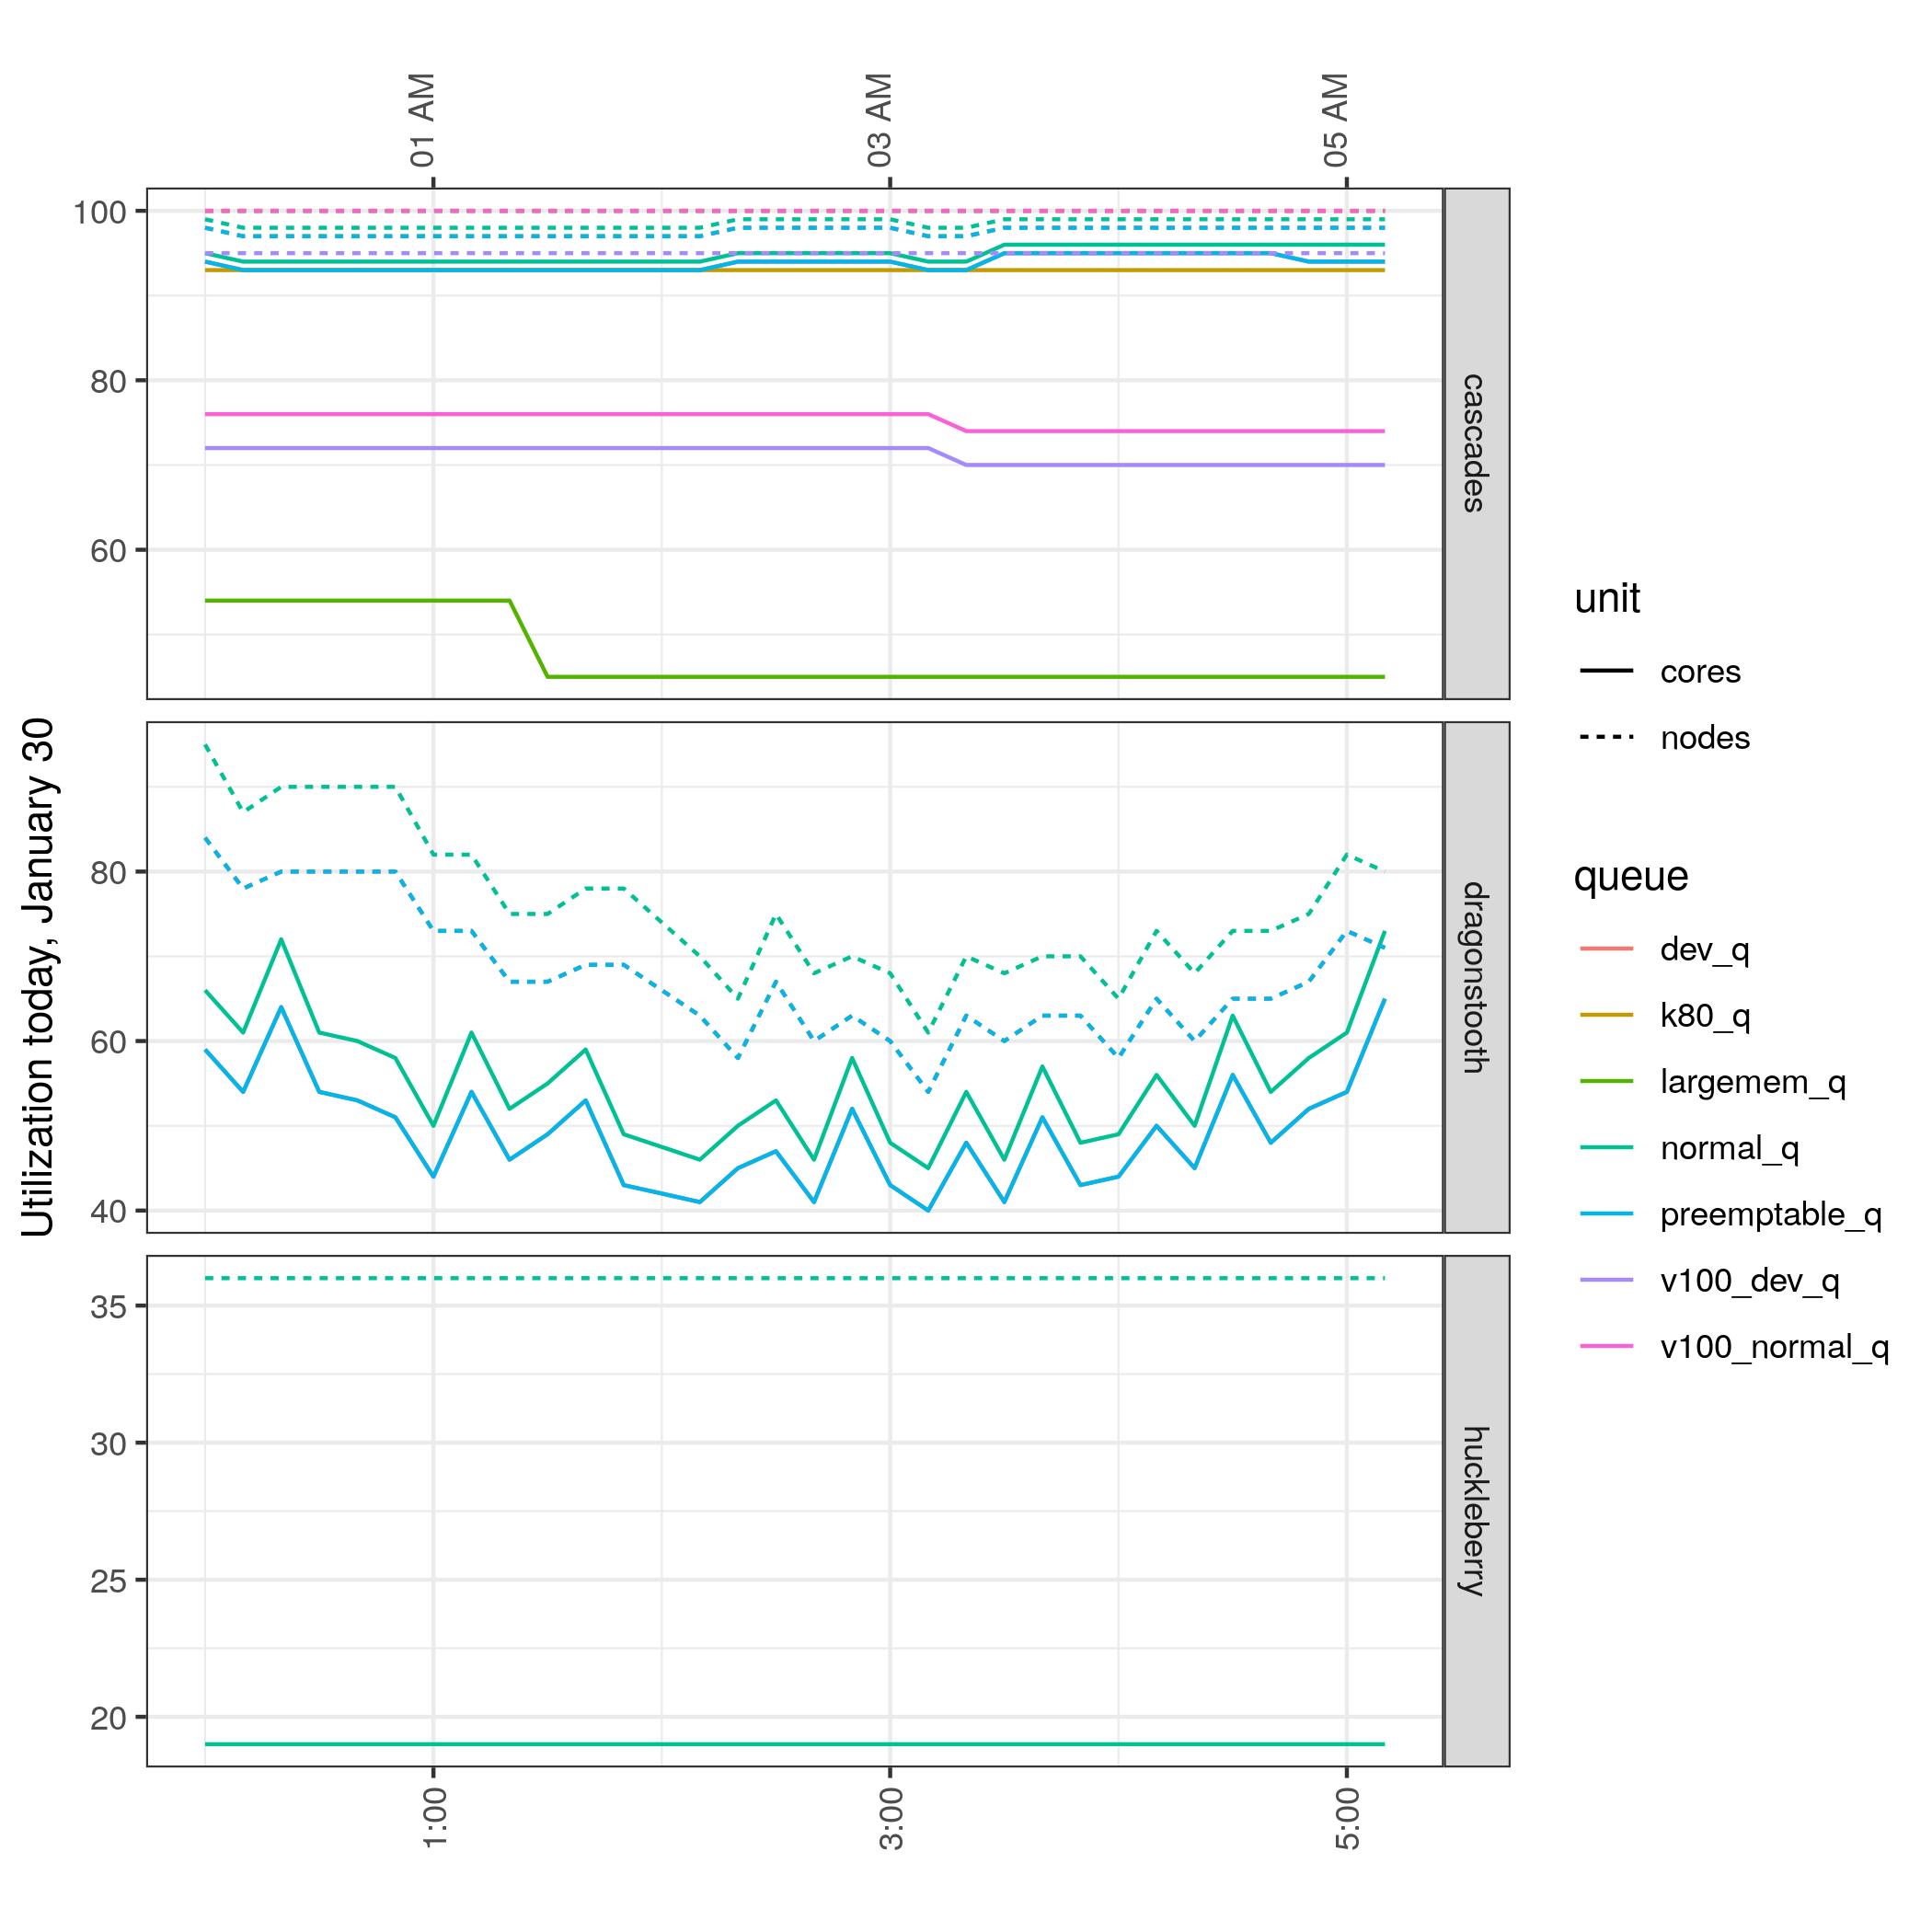 01 AM
03 AM
05 AM
Utilization today, January 30
100
80
60
cascades
80
60
40
dragonstooth
35
30
25
20
huckleberry
1:00
3:00
5:00
unit
cores
nodes
queue
dev_q
k80_q
largemem_q
normal_q
preemptable_q
v100_dev_q
v100_normal_q